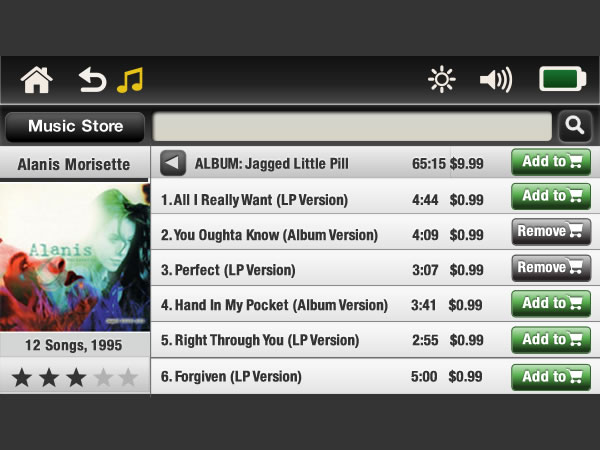 Music Store
Alanis Morisette
ALBUM: Jagged Little Pill 65:15 $9.99 Add to
1. All I Really Want (LP Version) 4:44 $0.99 Add to
2. You Oughta Know (Album Version) 4:09 $0.99 Remove
3. Perfect (LP Version) 3:07 $0.99 Remove
4. Hand In My Pocket (Album Version) 3:41 $0.99 Add to
5. Right Through You (LP Version) 2:55 $0.99 Add to
6. Forgiven (LP Version) 5:00 $0.99 Add to
Alanis
12 Songs, 1995